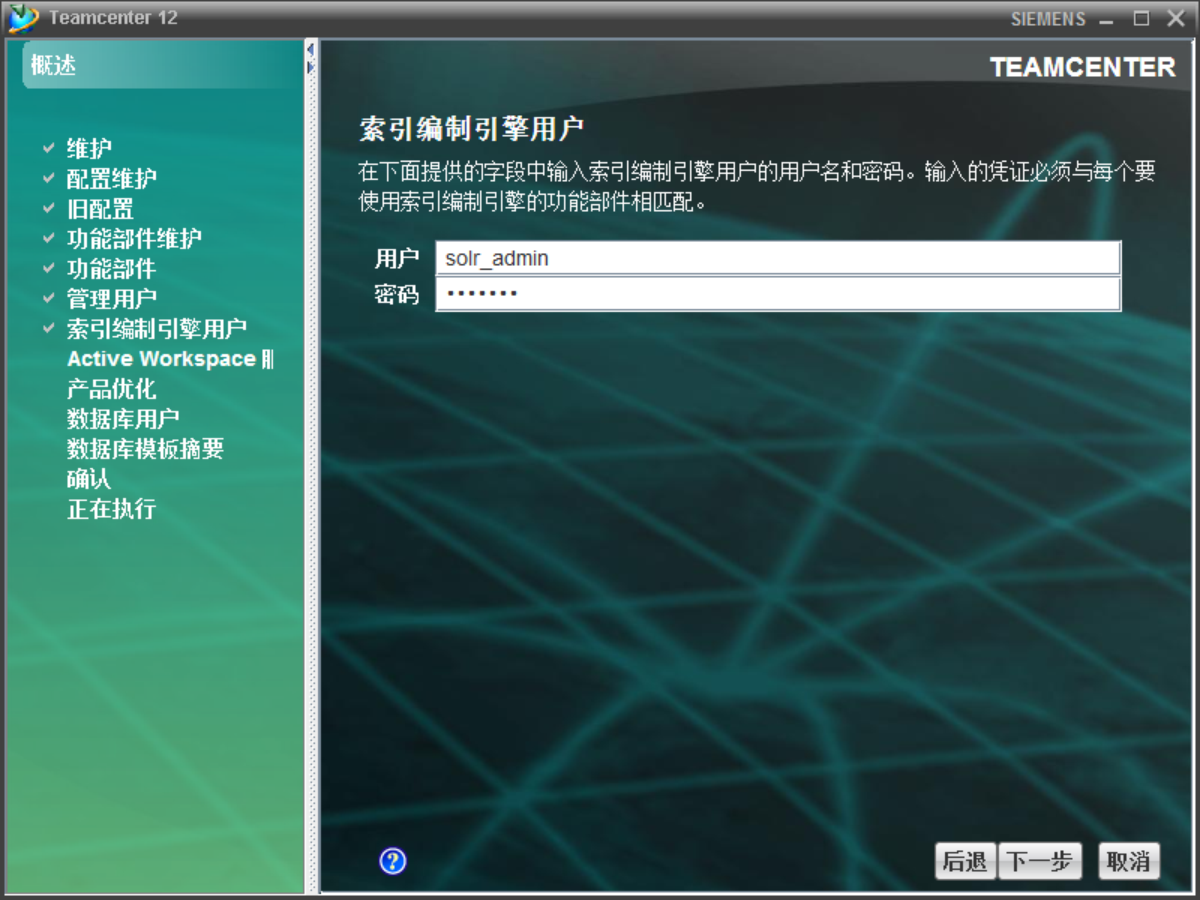 Teamcenter 12
SIEMENS
概述
TEAMCENTER
维护
配置维护
旧配置
功能部件维护
功能部件
管理用户
索引编制引擎用户
Active Workspace
产品优化
数据库用户
数据库模板摘要
确认
正在执行
索引编制引擎用户
在下面提供的字段中输入索引编制引擎用户的用户名和密码。输入的凭证必须与每个要
使用索引编制引擎的功能部件相匹配。
用户 solr_admin
密码 •••••••
?
后退 下一步 取消